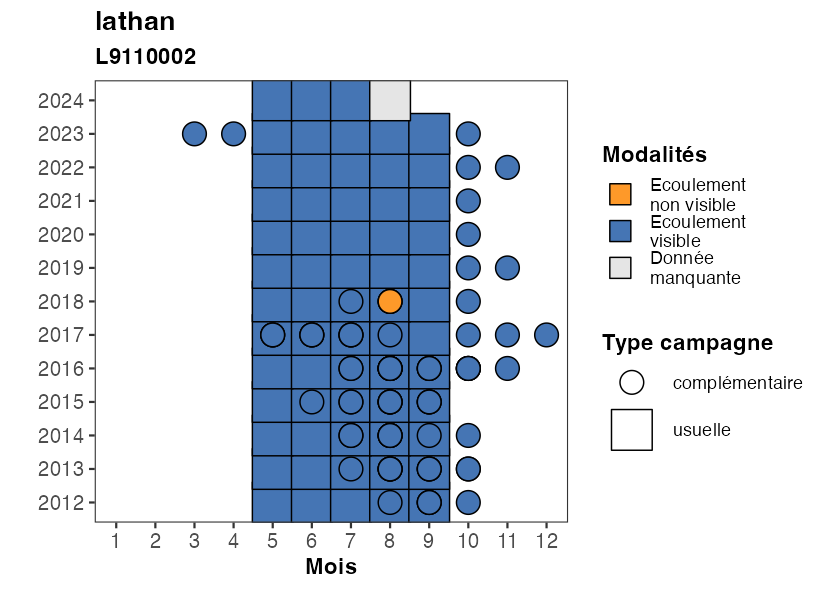 lathan
L9110002
2024
2023
2022
2021
2020
2019
2018
2017
2016
2015
2014
2013
2012
1 2 3 4 5 6 7 8 9 10 11 12
Mois
Modalités
Ecoulement
non visible
Ecoulement
visible
Donnée
manquante
Type campagne
complémentaire
usuelle